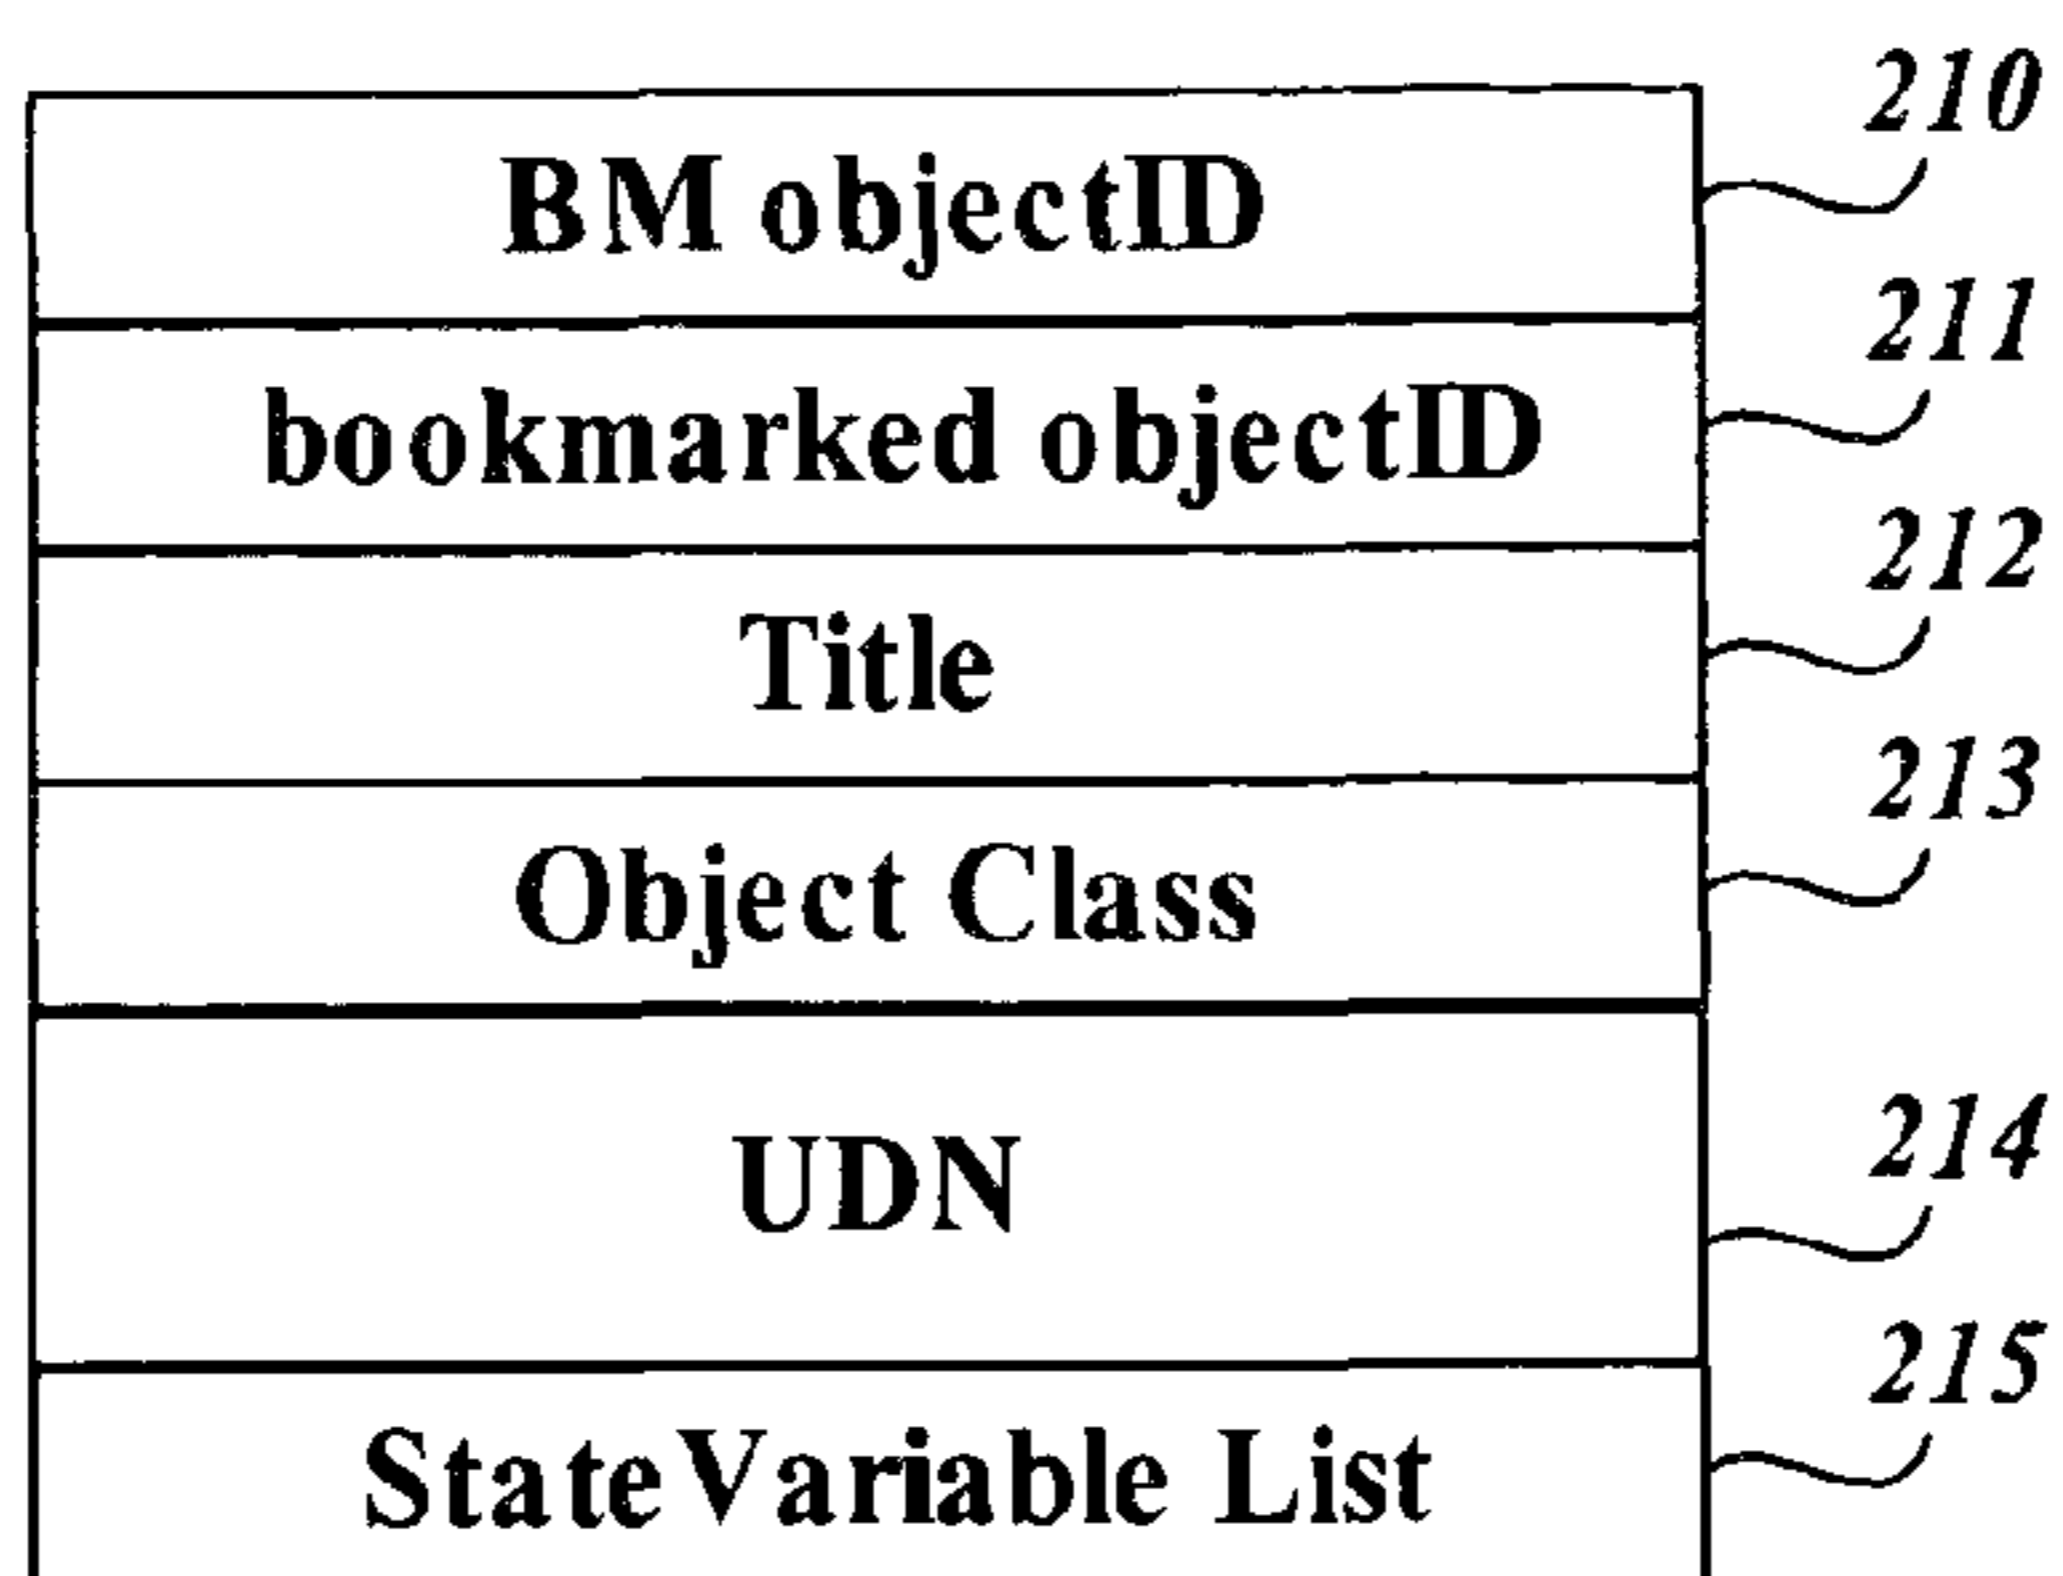 210
BM objectID
211
bookmarked objectID
212
Title
213
Object Class
214
UDN
215
StateVariable List